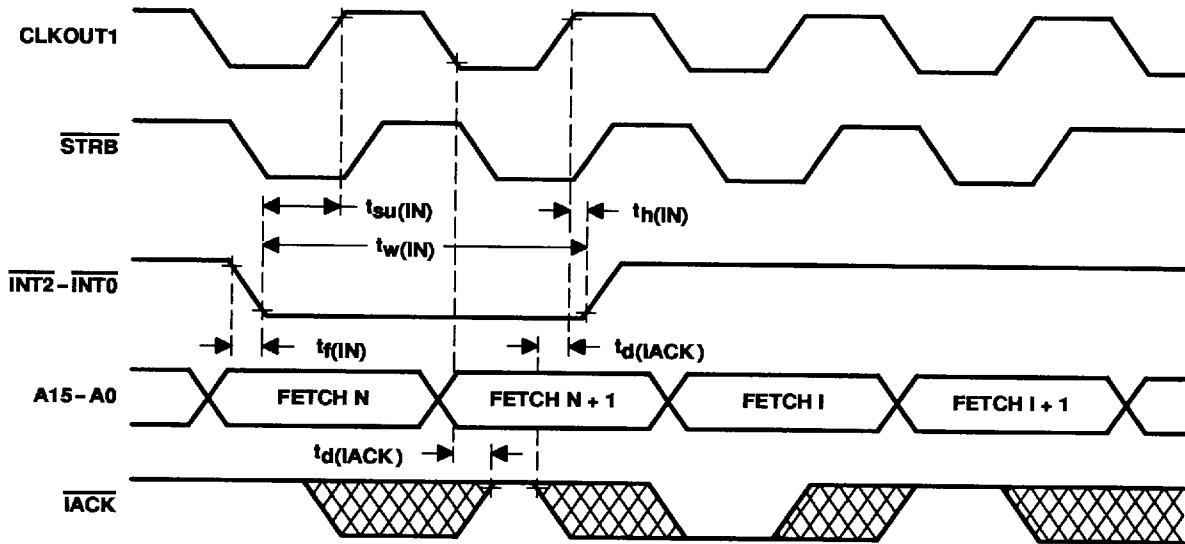 CLKOUT1
STRB
tsu(IN)
th(IN)
tw(IN)
INT2-INT0
tf(IN)
td(IACK)
A15-A0
FETCH N
FETCH N + 1
FETCH I
FETCH I + 1
td(IACK)
IACK